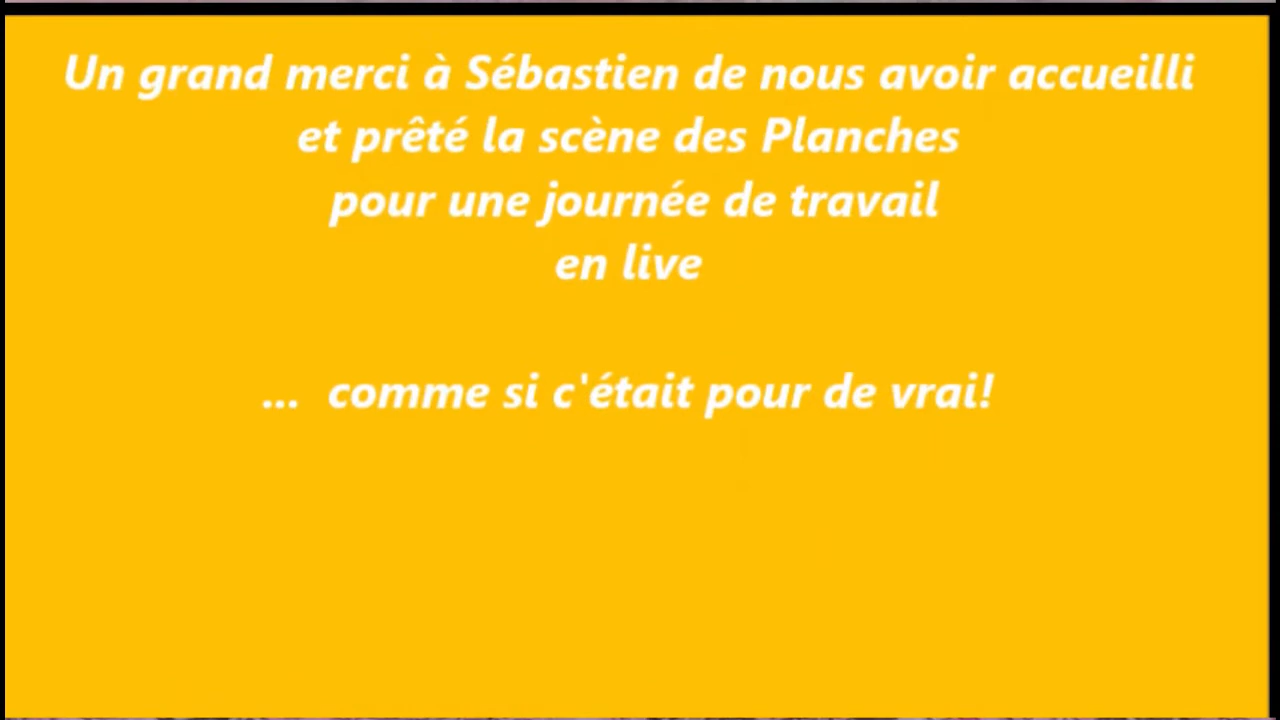 Un grand merci à Sébastien de nous avoir accueilli
et prêté la scène des Planches
pour une journée de travail
en live
... comme si c'était pour de vrai!